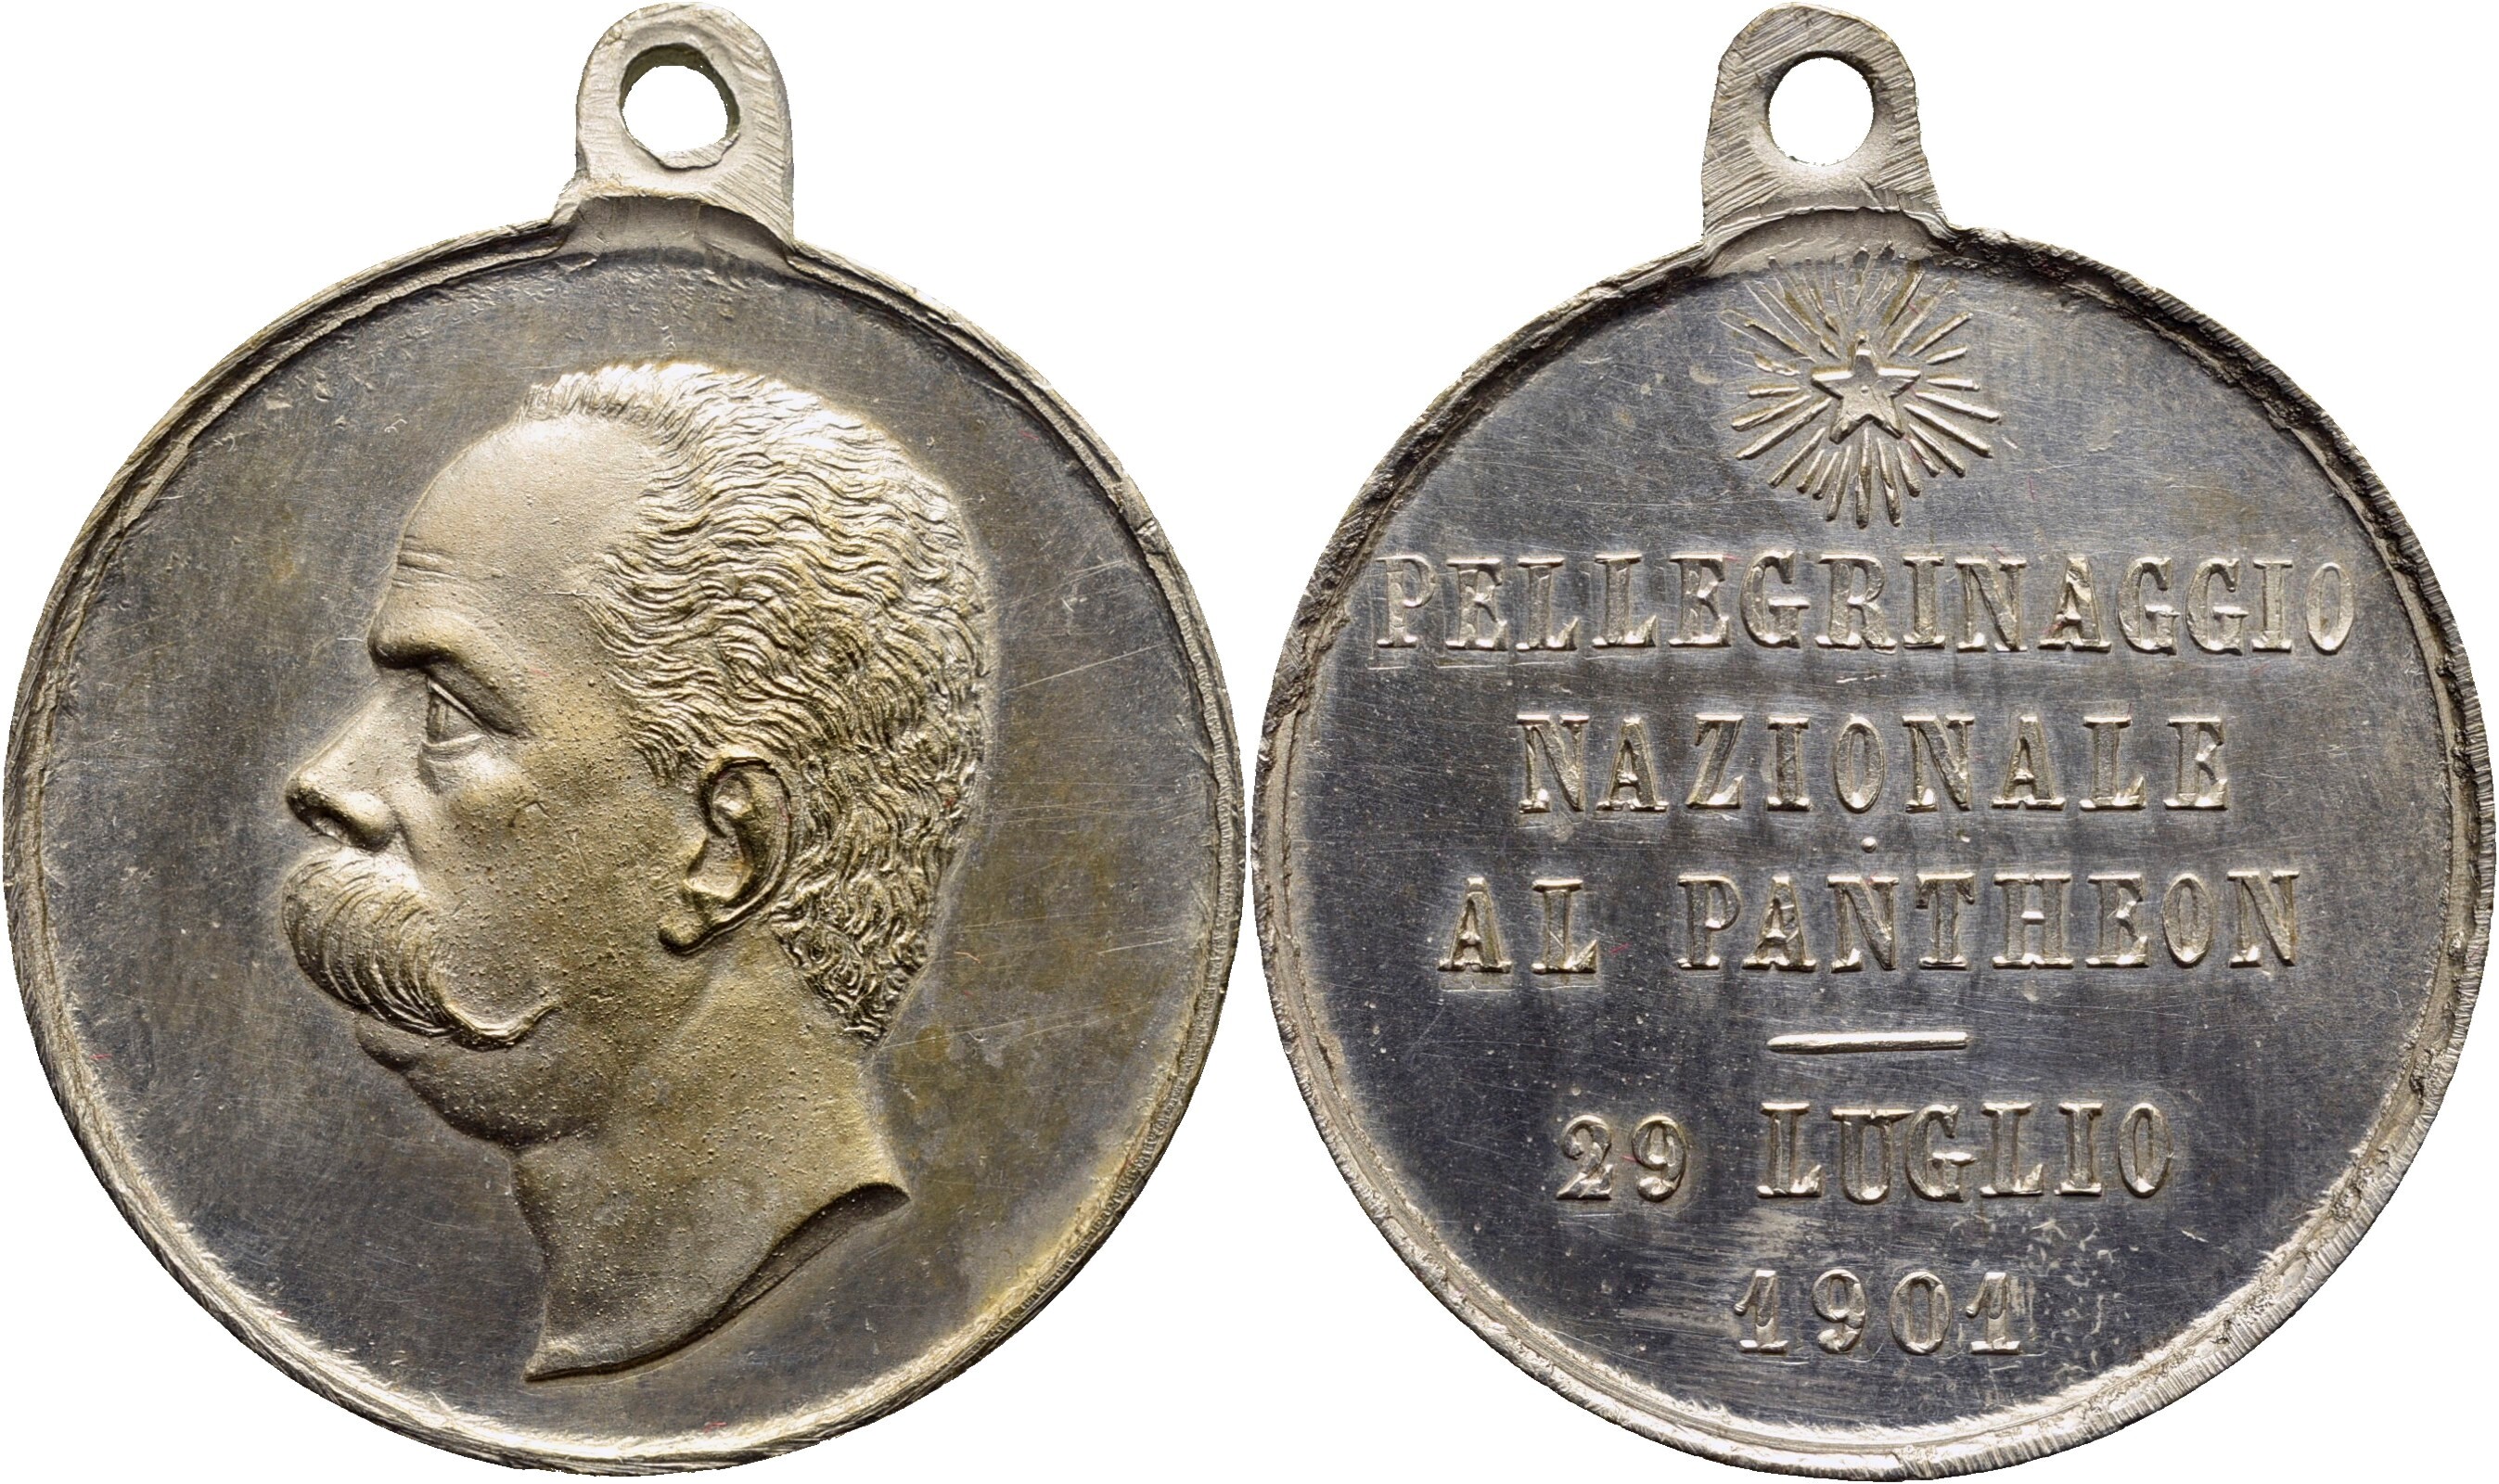 PELLEGRINAGGIO
NAZIONALE
AL PANTHEON
29 LUGLIO
1901